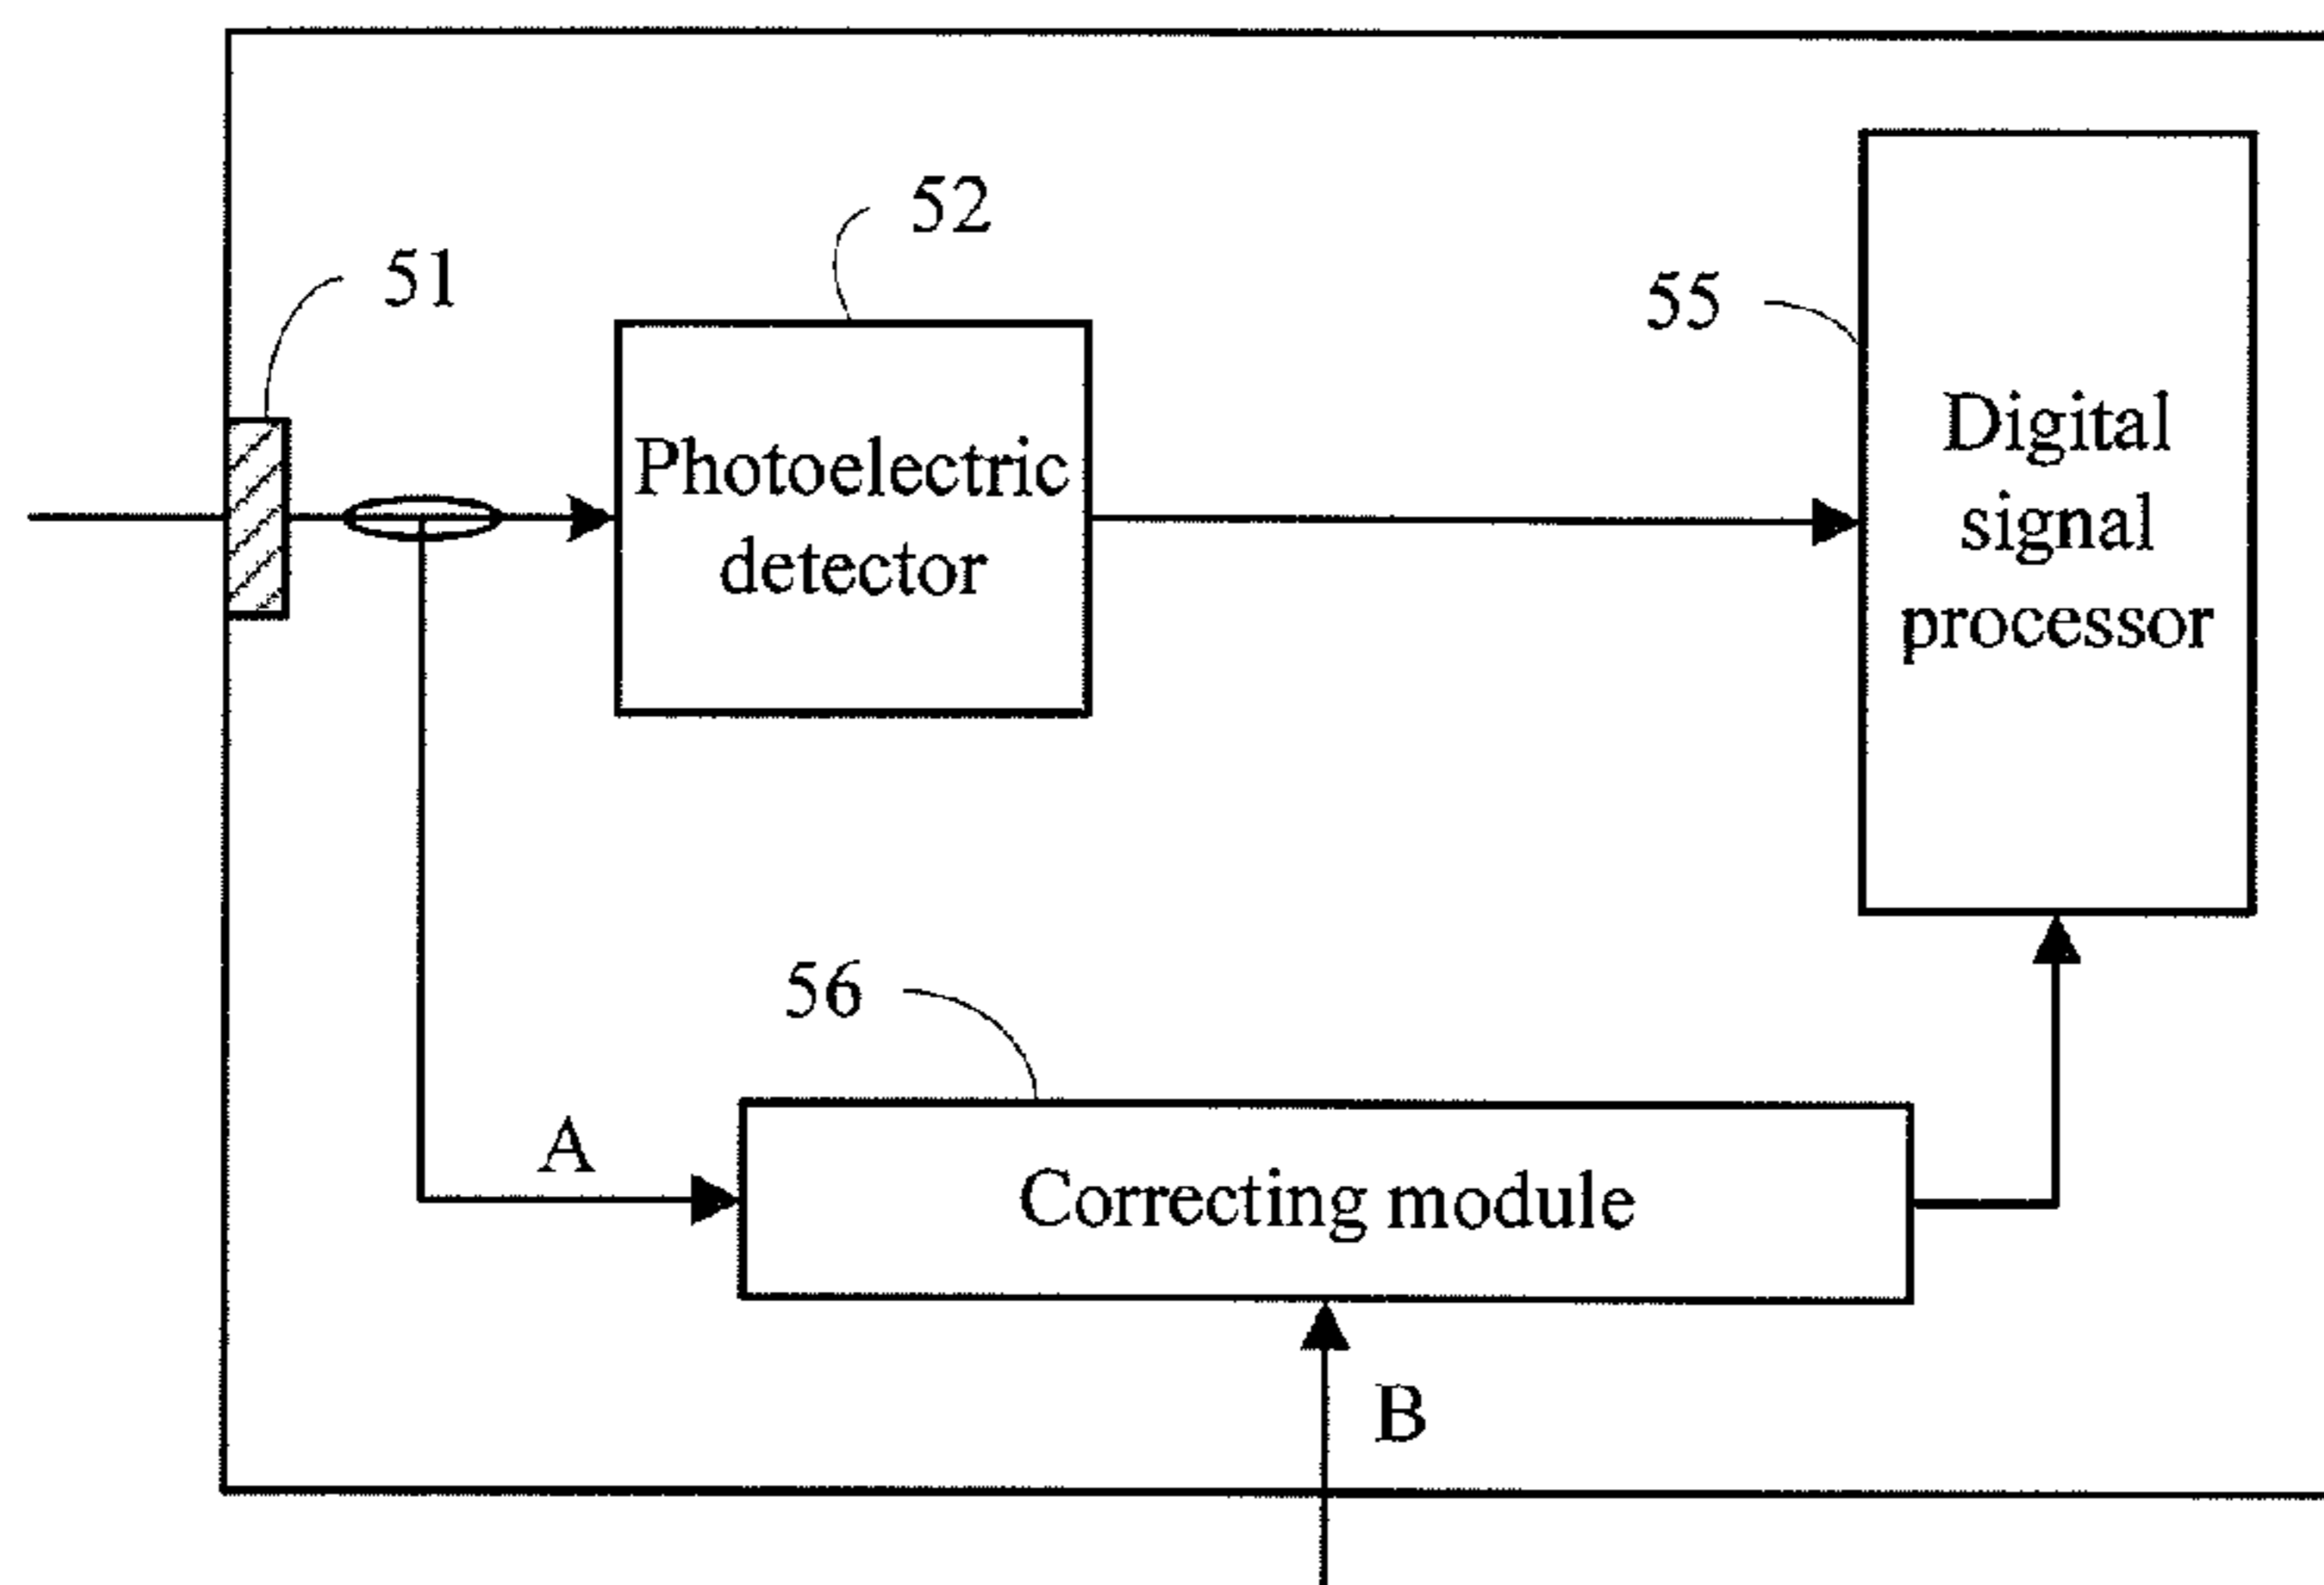 52
51
55
Photoelectric
detector
Digital
signal
processor
56
A
Correcting module
B